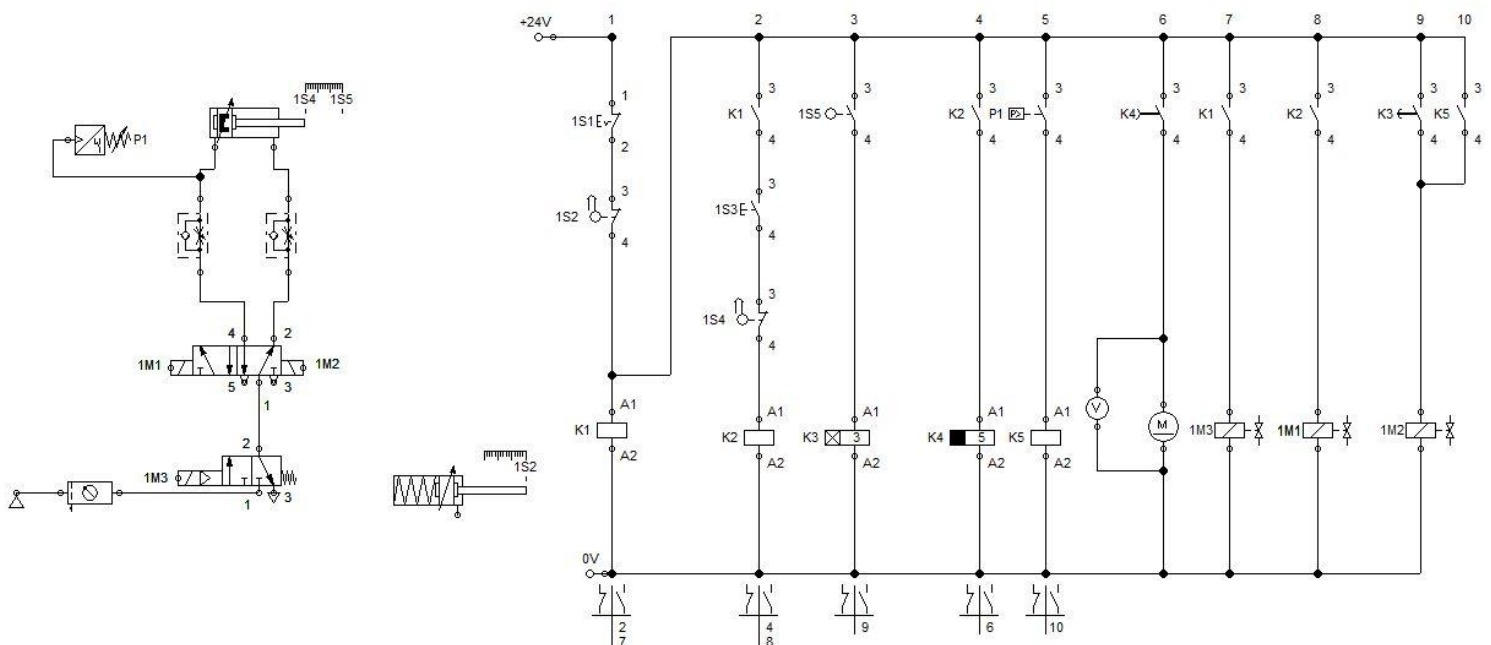 +24V 1 2 3 4 5 6 7 8 9 10
1S4 1S5
P1
4 2
1M1 1M2
5 3
1
2
1M3
1 3
1S2
1 3 3 3 3 3 3 3 3 3
1S1 K1 1S5 K2 P1 P> K4 K1 K2 K3 K5
2 4 4 4 4 4 4 4 4 4
3 3
1S2 1S3
4 4
3
1S4
4
V
M
A1 A1 A1 A1 A1
K1 K2 K3 3 K4 5 K5 1M3 1M1 1M2
A2 A2 A2 A2 A2
0V
2 4 9 6 10
7 8